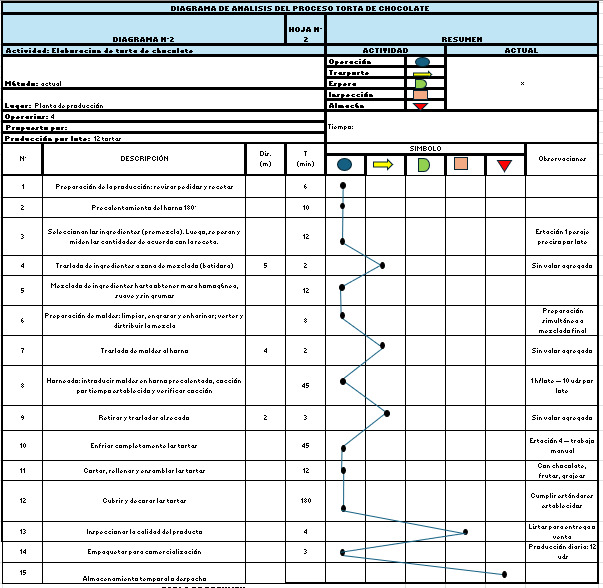 DIAGRAMA DE ANALISIS DEL PROCESO TORTA DE CHOCOLATE
DIAGRAMA N°2
HOJA N°
2
RESUMEN
Actividad: Elaboracion de torta de chocolate
ACTIVIDAD
ACTUAL
Método: actual
Operación
Trasporte
Espera
Inspección
Almacén
x
Lugar: Planta de producción
Operarios: 4
Propuesto por:
Tiempo:
Producción por lote: 12 tortas
N°
DESCRIPCIÓN
Dis.
(m)
T
(min)
SIMBOLO
Observaciones
1
Preparación de la producción: revisar pedidos y recetas
6
2
Precalentamiento del horno 180°
10
3
Seleccionan los ingredientes (premezcla). Luego, se pesan y
miden las cantidades de acuerdo con la receta.
12
Estación 1 pesaje
preciso por lote
4
Traslado de ingredientes a zona de mezclado (batidora)
5
2
Sin valor agregado
5
Mezclado de ingredientes hasta obtener masa homogénea,
suave y sin grumos
12
6
Preparación de moldes: limpiar, engrasar y enharinar; verter y
distribuir la mezcla
8
Preparación
simultánea a
mezclado final
7
Traslado de moldes al horno
4
2
Sin valor agregado
8
Horneado: introducir moldes en horno precalentado, cocción
por tiempo establecido y verificar cocción
45
1 hflote — 10 uds por
lote
9
Retirar y trasladar al secado
2
3
Sin valor agregado
10
Enfriar completamente las tortas
45
Estación 4 — trabajo
manual
11
Cortar, rellenar y ensamblar las tortas
12
Con chocolate,
frutas, grajeas
12
Cubrir y decorar las tortas
180
Cumplir estándares
establecidos
13
Inspeccionar la calidad del producto
4
Listas para entrega o
venta
14
Empaquetar para comercialización
3
Producción diaria: 12
uds
15
Almacenamiento temporal o despacho